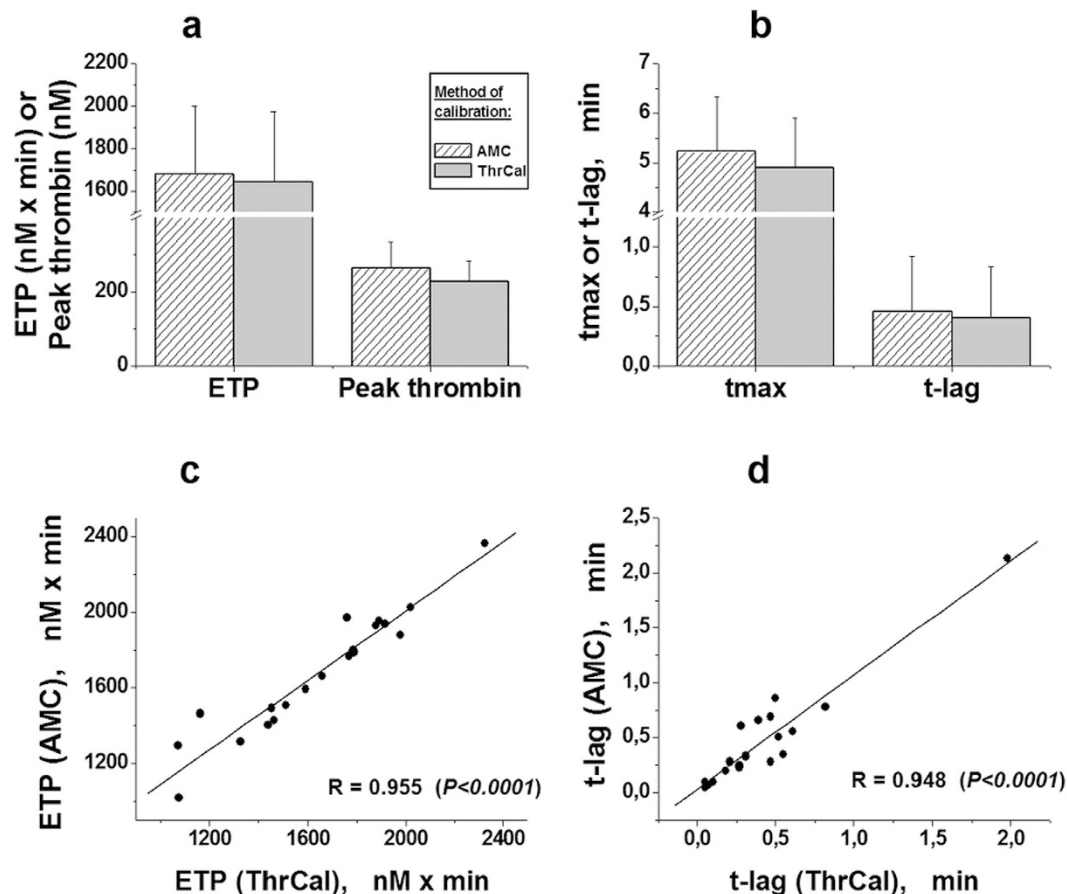 a
ETP (nM x min) or
Peak thrombin (nM)
2200
2000
1800
1600
200
0
Method of
calibration:
AMC
ThrCal
ETP
Peak thrombin
b
tmax or t-lag, min
7
6
5
4
1,0
0,5
0,0
tmax
t-lag
c
ETP (AMC), nM x min
2400
2000
1600
1200
R = 0.955 (P<0.0001)
1200
1600
2000
2400
ETP (ThrCal), nM x min
d
t-lag (AMC), min
2,5
2,0
1,5
1,0
0,5
0,0
R = 0.948 (P<0.0001)
0,0
0,5
1,0
1,5
2,0
t-lag (ThrCal), min